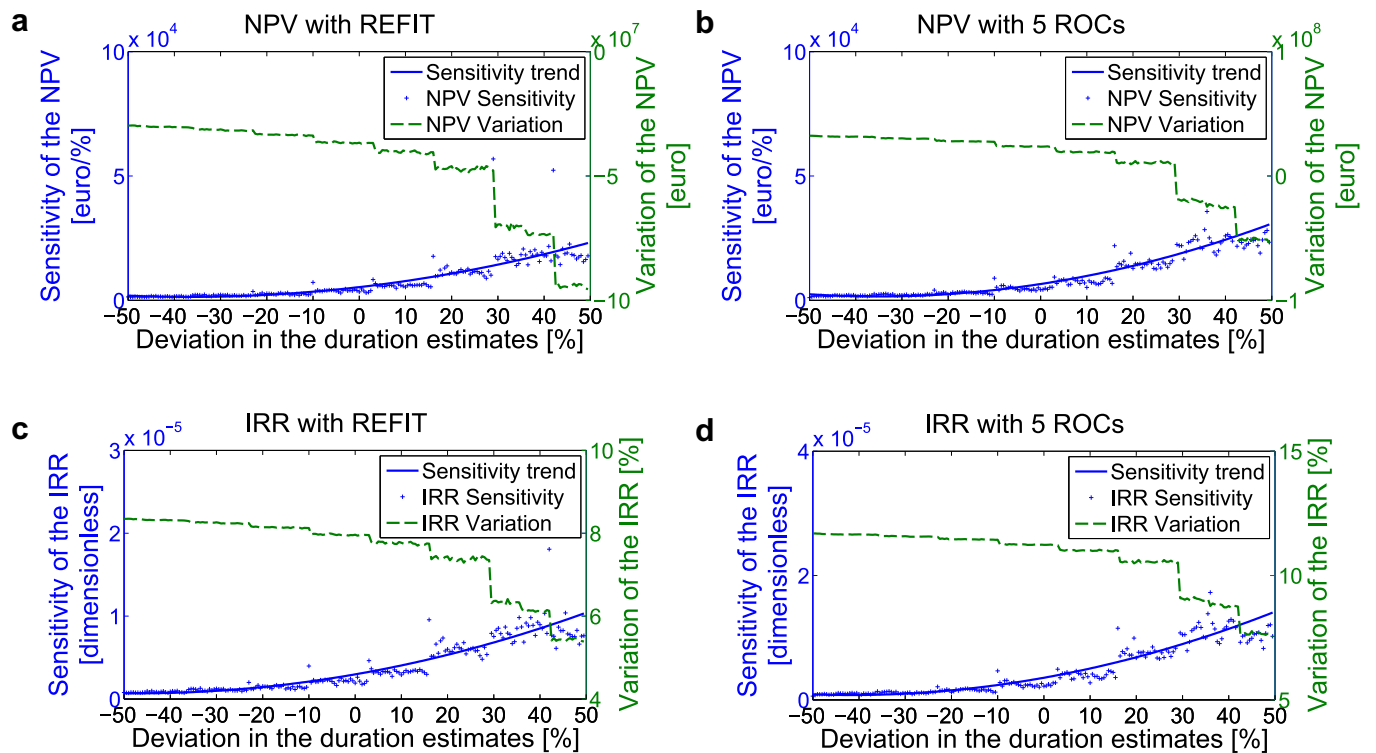 a
NPV with REFIT
x 10⁴
x 10⁷
10
5
0
0
−5
−10
Sensitivity of the NPV
[euro/%]
Variation of the NPV
[euro]
Sensitivity trend
NPV Sensitivity
NPV Variation
−50 −40 −30 −20 −10 0 10 20 30 40 50
Deviation in the duration estimates [%]
b
NPV with 5 ROCs
x 10⁴
x 10⁸
10
5
0
1
0
−1
Sensitivity of the NPV
[euro/%]
Variation of the NPV
[euro]
Sensitivity trend
NPV Sensitivity
NPV Variation
−50 −40 −30 −20 −10 0 10 20 30 40 50
Deviation in the duration estimates [%]
c
IRR with REFIT
x 10⁻⁵
3
2
1
0
10
8
6
4
Sensitivity of the IRR
[dimensionless]
Variation of the IRR [%]
Sensitivity trend
IRR Sensitivity
IRR Variation
−50 −40 −30 −20 −10 0 10 20 30 40 50
Deviation in the duration estimates [%]
d
IRR with 5 ROCs
x 10⁻⁵
4
2
0
15
10
5
Sensitivity of the IRR
[dimensionless]
Variation of the IRR [%]
Sensitivity trend
IRR Sensitivity
IRR Variation
−50 −40 −30 −20 −10 0 10 20 30 40 50
Deviation in the duration estimates [%]